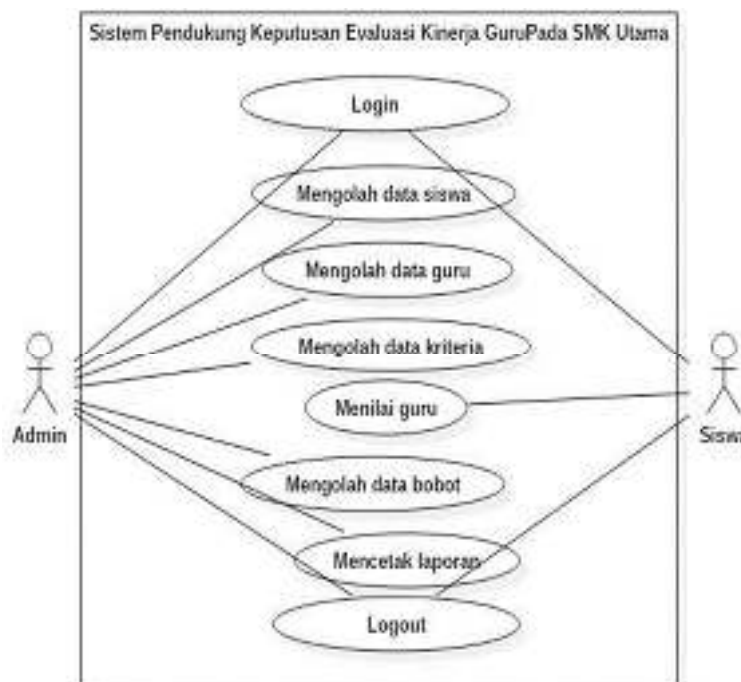 Sistem Pendukung Keputusan Evaluasi Kinerja GuruPada SMK Utama
Login
Mengolah data siswa
Mengolah data guru
Mengolah data kriteria
Menilai guru
Admin
Siswa
Mengolah data bobot
Mencetak laporan
Logout